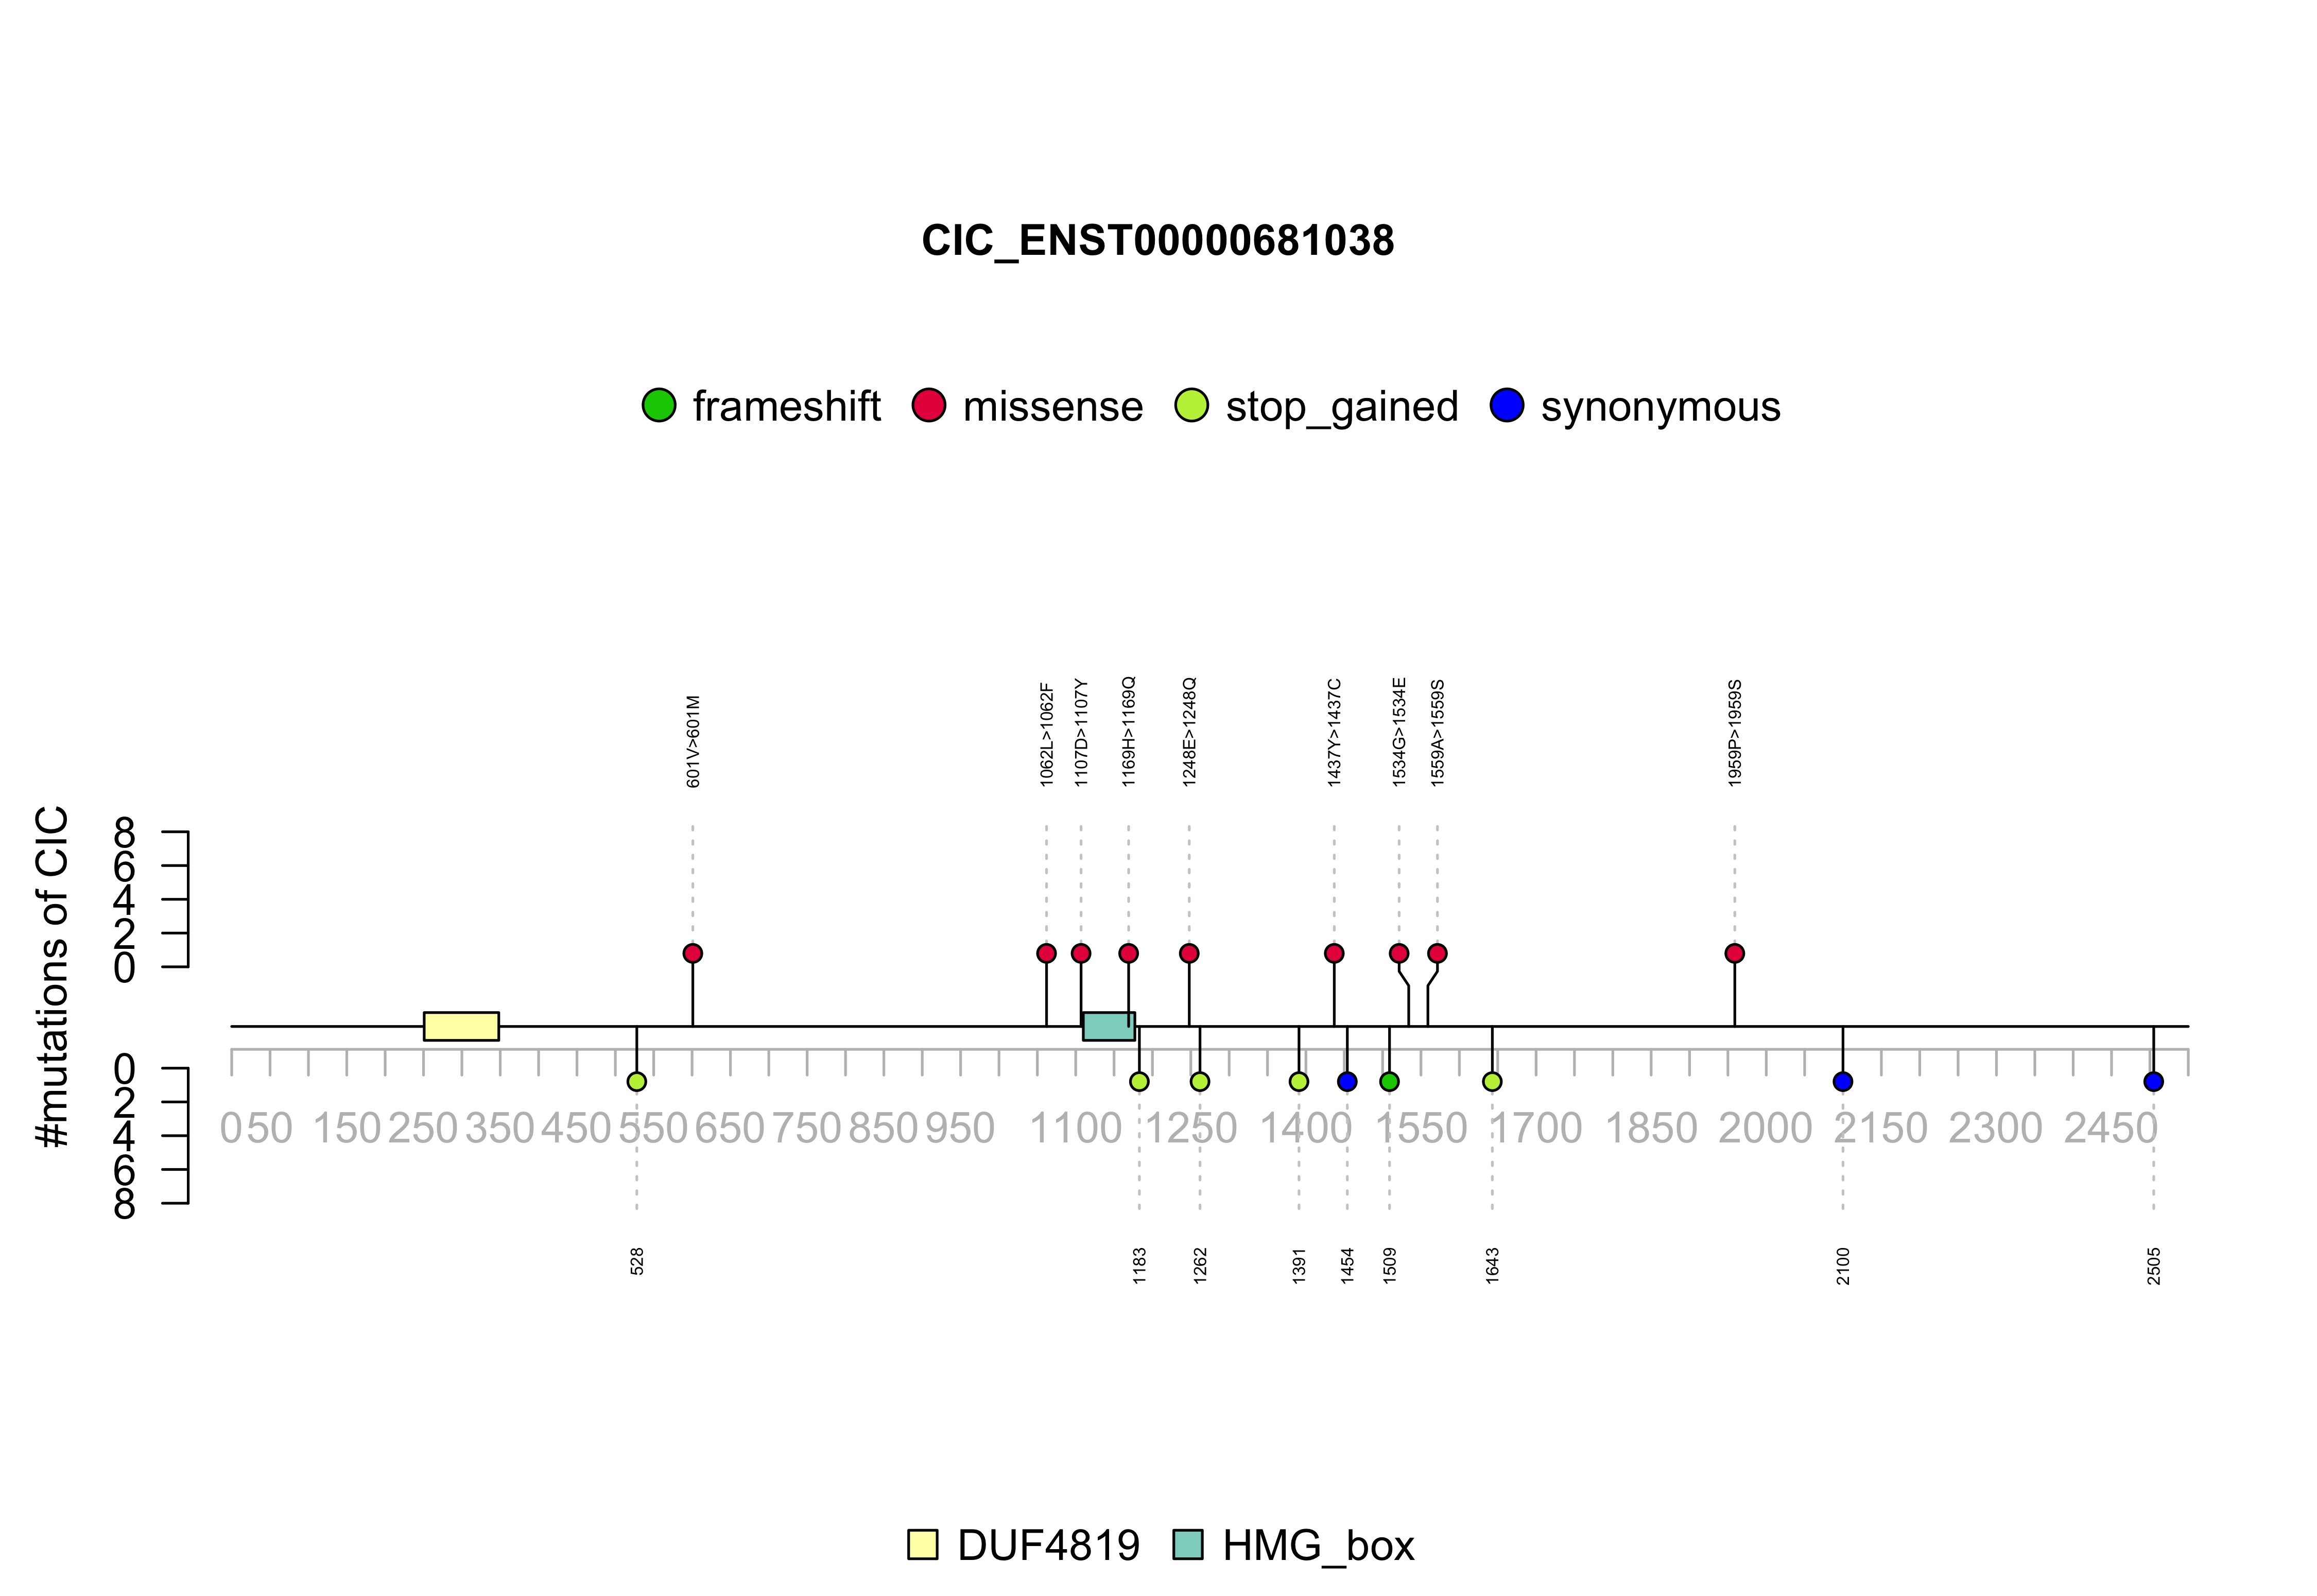 CIC_ENST00000681038
frameshift missense stop_gained synonymous
601V>601M
1062L>1062F
1107D>1107Y
1169H>1169Q
1248E>1248Q
1437Y>1437C
1534G>1534E
1559A>1559S
1959P>1959S
#mutations of CIC
8
6
4
2
0
0
2
4
6
8
0 50 150 250 350 450 550 650 750 850 950 1100 1250 1400 1550 1700 1850 2000 2150 2300 2450
528
1183
1262
1391
1454
1509
1643
2100
2505
DUF4819 HMG_box